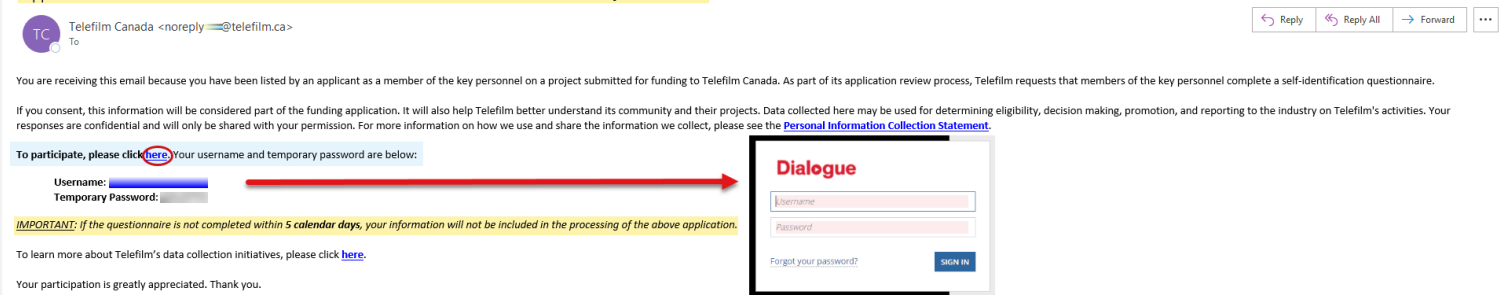 Telefilm Canada <noreply @telefilm.ca>
TC
To
Reply
Reply All
Forward
You are receiving this email because you have been listed by an applicant as a member of the key personnel on a project submitted for funding to Telefilm Canada. As part of its application review process, Telefilm requests that members of the key personnel complete a self-identification questionnaire.
If you consent, this information will be considered part of the funding application. It will also help Telefilm better understand its community and their projects. Data collected here may be used for determining eligibility, decision making, promotion, and reporting to the industry on Telefilm's activities. Your
responses are confidential and will only be shared with your permission. For more information on how we use and share the information we collect, please see the Personal Information Collection Statement.
To participate, please click here. Your username and temporary password are below:
Username:
Temporary Password:
IMPORTANT: If the questionnaire is not completed within 5 calendar days, your information will not be included in the processing of the above application.
To learn more about Telefilm's data collection initiatives, please click here.
Your participation is greatly appreciated. Thank you.
Dialogue
Username
Password
Forgot your password?
SIGN IN